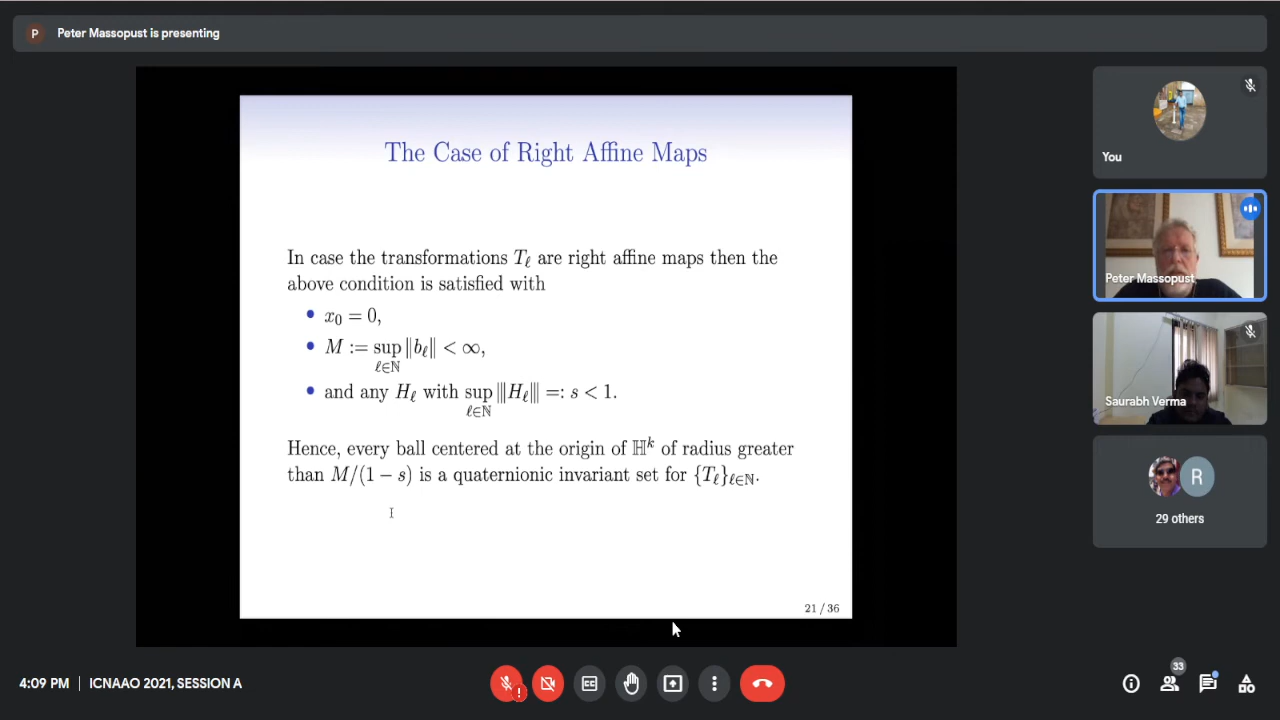 P Peter Massopust is presenting
The Case of Right Affine Maps
In case the transformations Tℓ are right affine maps then the
above condition is satisfied with
• x₀ = 0,
• M := sup ‖bℓ‖ < ∞,
ℓ∈ℕ
• and any Hℓ with sup |||Hℓ||| =: s < 1.
ℓ∈ℕ
Hence, every ball centered at the origin of ℍᵏ of radius greater
than M/(1 − s) is a quaternionic invariant set for {Tℓ}ℓ∈ℕ.
21 / 36
You
Peter Massopust
Saurabh Verma
R
29 others
4:09 PM | ICNAAO 2021, SESSION A
CC
33